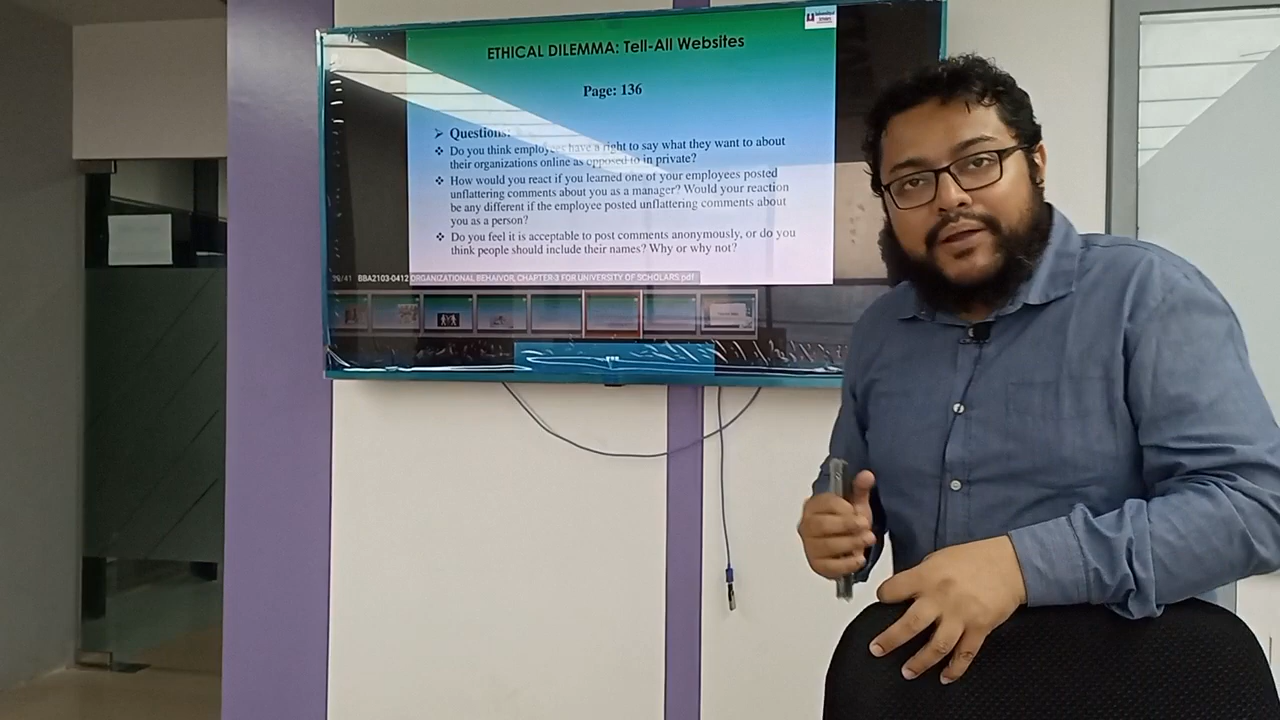 ETHICAL DILEMMA: Tell-All Websites
Page: 136
➢ Questions:
❖ Do you think employees have a right to say what they want to about
their organizations online as opposed to in private?
❖ How would you react if you learned one of your employees posted
unflattering comments about you as a manager? Would your reaction
be any different if the employee posted unflattering comments about
you as a person?
❖ Do you feel it is acceptable to post comments anonymously, or do you
think people should include their names? Why or why not?
/41 BBA2103-0412 ORGANIZATIONAL BEHAIVOR, CHAPTER-3 FOR UNIVERSITY OF SCHOLARS.pdf